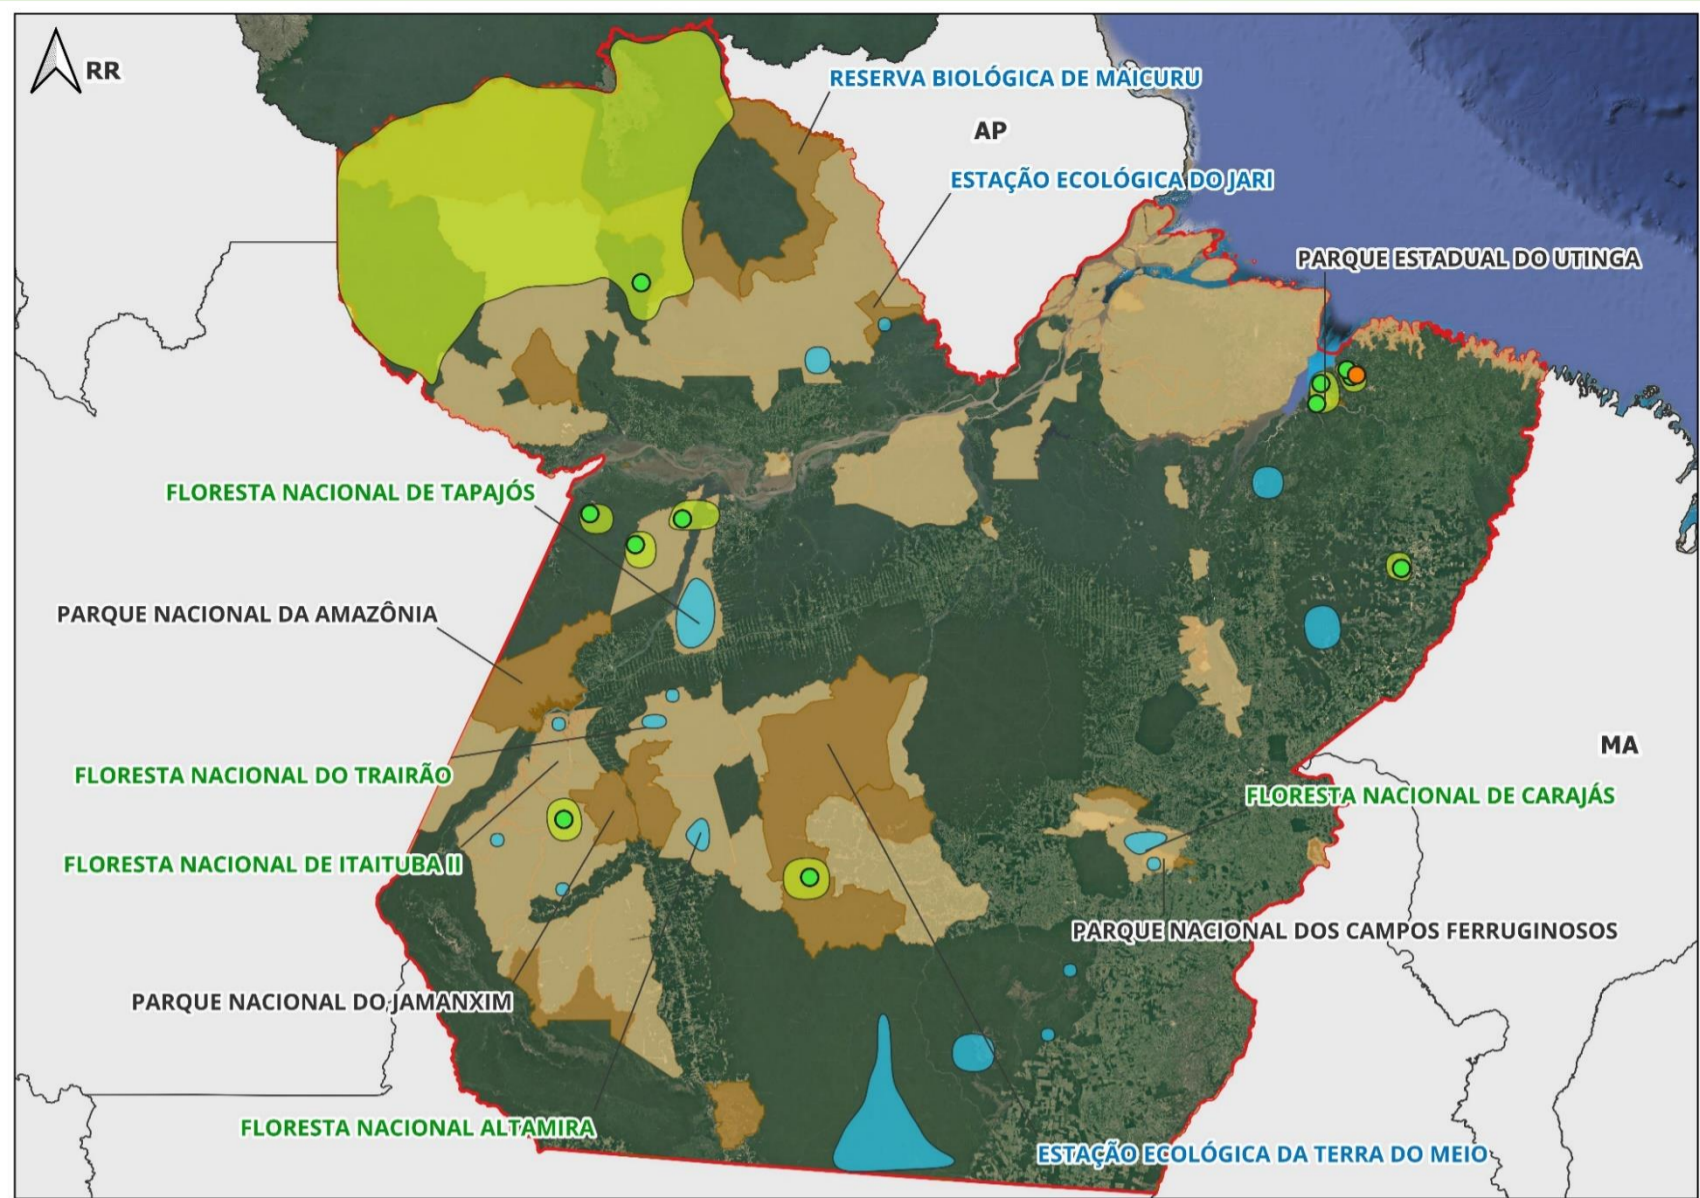 RR
RESERVA BIOLÓGICA DE MAICURU
AP
ESTAÇÃO ECOLÓGICA DO JARI
PARQUE ESTADUAL DO UTINGA
FLORESTA NACIONAL DE TAPAJÓS
PARQUE NACIONAL DA AMAZÔNIA
MA
FLORESTA NACIONAL DO TRAIRÃO
FLORESTA NACIONAL DE CARAJÁS
FLORESTA NACIONAL DE ITAITUBA II
PARQUE NACIONAL DOS CAMPOS FERRUGINOSOS
PARQUE NACIONAL DO JAMANXIM
FLORESTA NACIONAL ALTAMIRA
ESTAÇÃO ECOLÓGICA DA TERRA DO MEIO